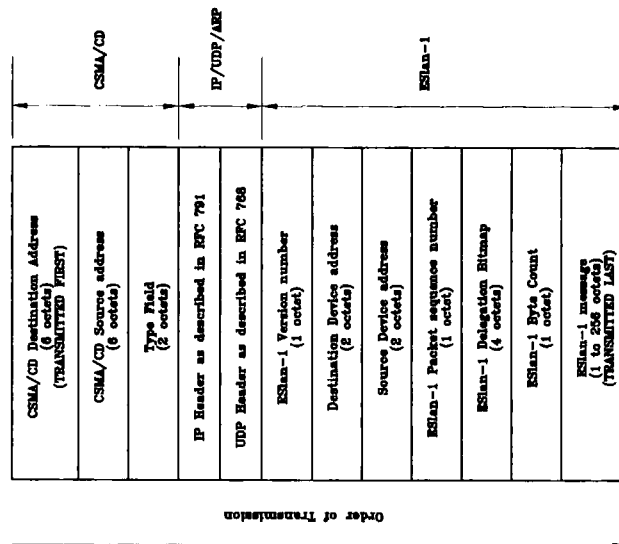 CSMA/CD
IP/UDP/ARP
ESlan-1
CSMA/CD Destination Address
(6 octets)
(TRANSMITTED FIRST)
CSMA/CD Source address
(6 octets)
Type Field
(2 octets)
IP Header as described in RFC 791
UDP Header as described in RFC 768
ESlan-1 Version number
(1 octet)
Destination Device address
(2 octets)
Source Device address
(2 octets)
ESlan-1 Packet sequence number
(1 octet)
ESlan-1 Delegation Bitmap
(4 octets)
ESlan-1 Byte Count
(1 octet)
ESlan-1 message
(1 to 256 octets)
(TRANSMITTED LAST)
Order of Transmission